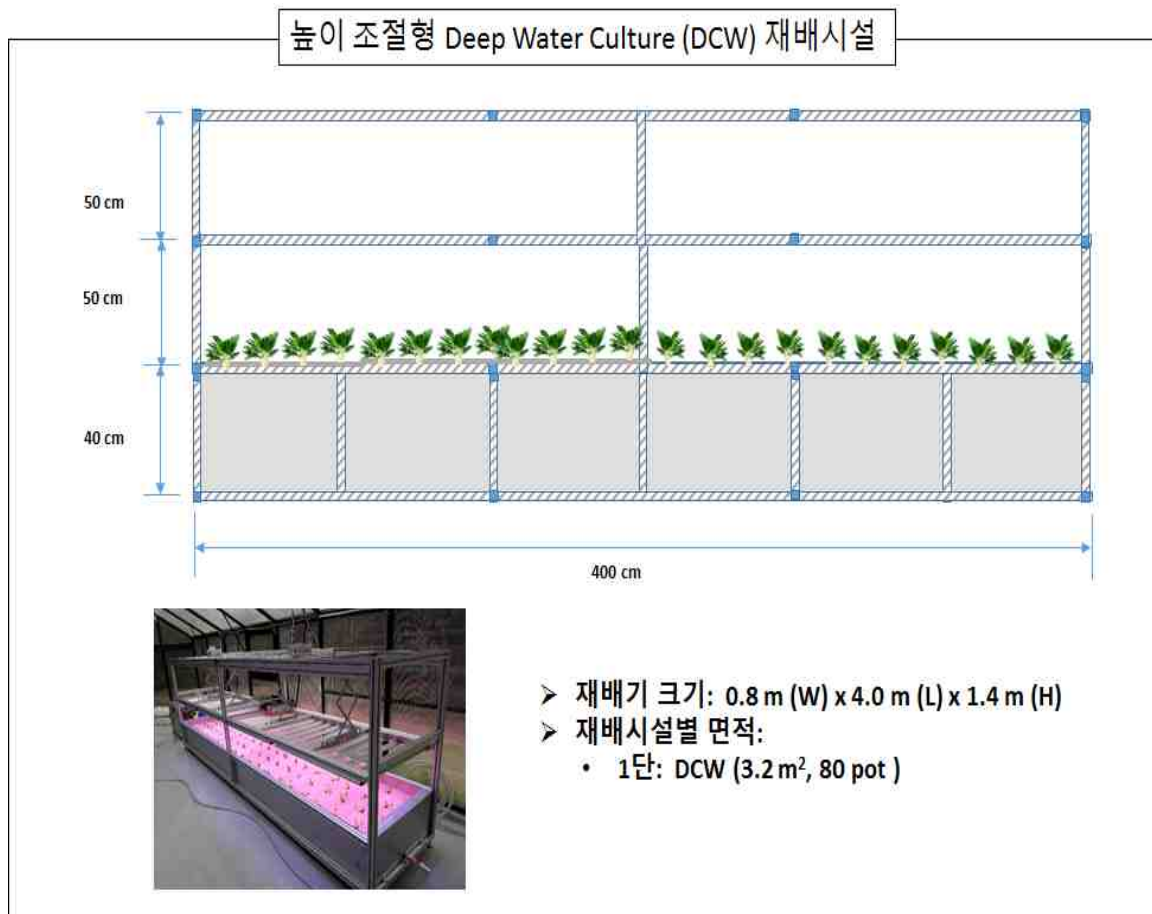 높이 조절형 Deep Water Culture (DCW) 재배시설
50 cm
50 cm
40 cm
400 cm
➢ 재배기 크기: 0.8 m (W) x 4.0 m (L) x 1.4 m (H)
➢ 재배시설별 면적:
• 1단: DCW (3.2 m², 80 pot )